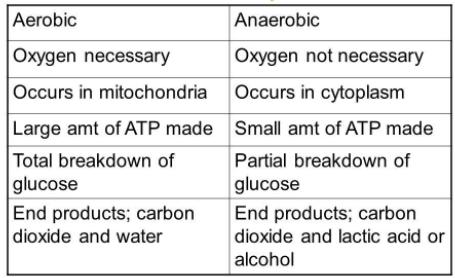 Aerobic
Anaerobic
Oxygen necessary
Oxygen not necessary
Occurs in mitochondria
Occurs in cytoplasm
Large amt of ATP made
Small amt of ATP made
Total breakdown of
glucose
Partial breakdown of
glucose
End products; carbon
dioxide and water
End products; carbon
dioxide and lactic acid or
alcohol